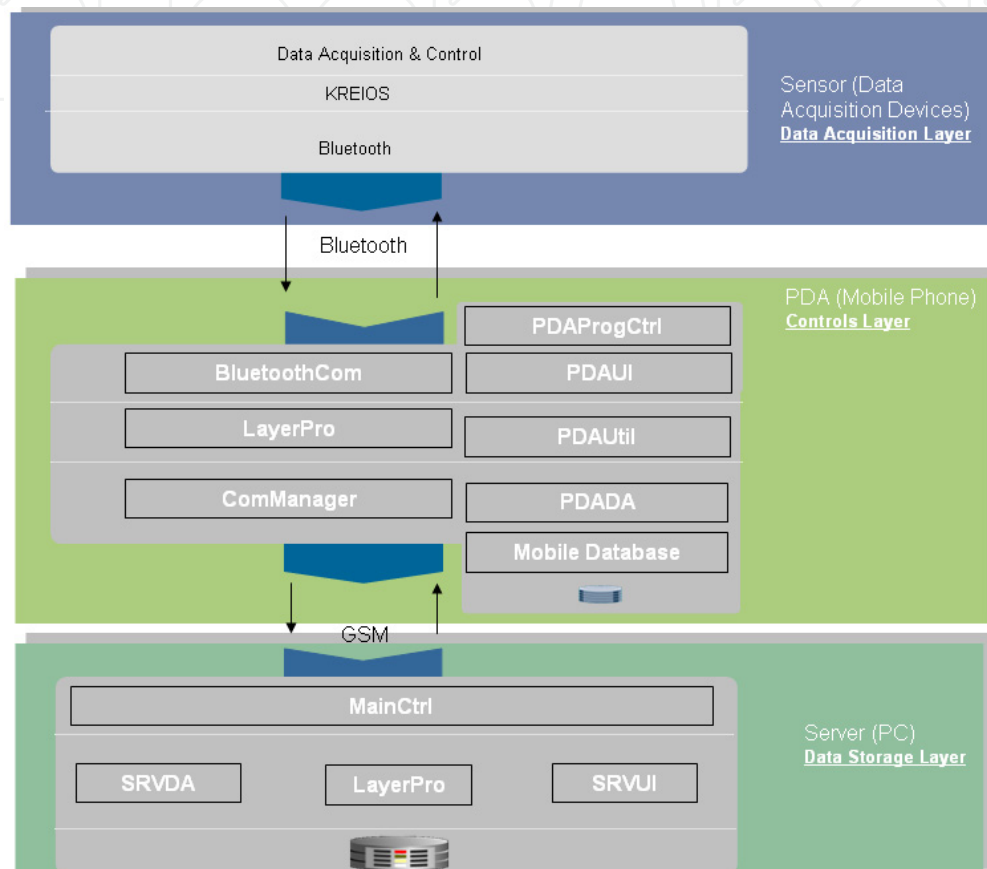 Data Acquisition & Control
KREIOS
Bluetooth
Sensor (Data
Acquisition Devices)
Data Acquisition Layer
Bluetooth
PDA (Mobile Phone)
Controls Layer
PDAProgCtrl
BluetoothCom
PDAUI
LayerPro
PDAUtil
ComManager
PDADA
Mobile Database
GSM
MainCtrl
SRVDA
LayerPro
SRVUI
Server (PC)
Data Storage Layer